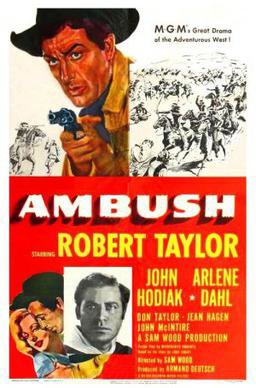 M-G-M's Great Drama
of the Adventurous West!
AMBUSH
STARRING ROBERT TAYLOR
JOHN HODIAK ★ ARLENE DAHL
DON TAYLOR · JEAN HAGEN
JOHN McINTIRE
A SAM WOOD PRODUCTION
Directed by SAM WOOD
Produced by ARMAND DEUTSCH